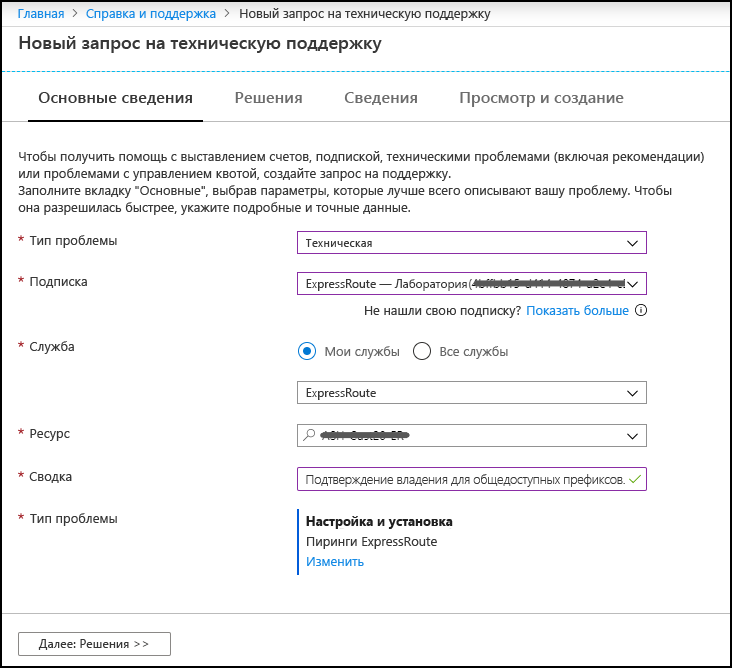 Главная > Справка и поддержка > Новый запрос на техническую поддержку
Новый запрос на техническую поддержку
Основные сведения Решения Сведения Просмотр и создание
Чтобы получить помощь с выставлением счетов, подпиской, техническими проблемами (включая рекомендации)
или проблемами с управлением квотой, создайте запрос на поддержку.
Заполните вкладку "Основные", выбрав параметры, которые лучше всего описывают вашу проблему. Чтобы
она разрешилась быстрее, укажите подробные и точные данные.
* Тип проблемы Техническая
* Подписка ExpressRoute — Лаборатория(
Не нашли свою подписку? Показать больше
* Служба Мои службы Все службы
ExpressRoute
* Ресурс
* Сводка Подтверждение владения для общедоступных префиксов.
* Тип проблемы Настройка и установка
Пиринги ExpressRoute
Изменить
Далее: Решения >>